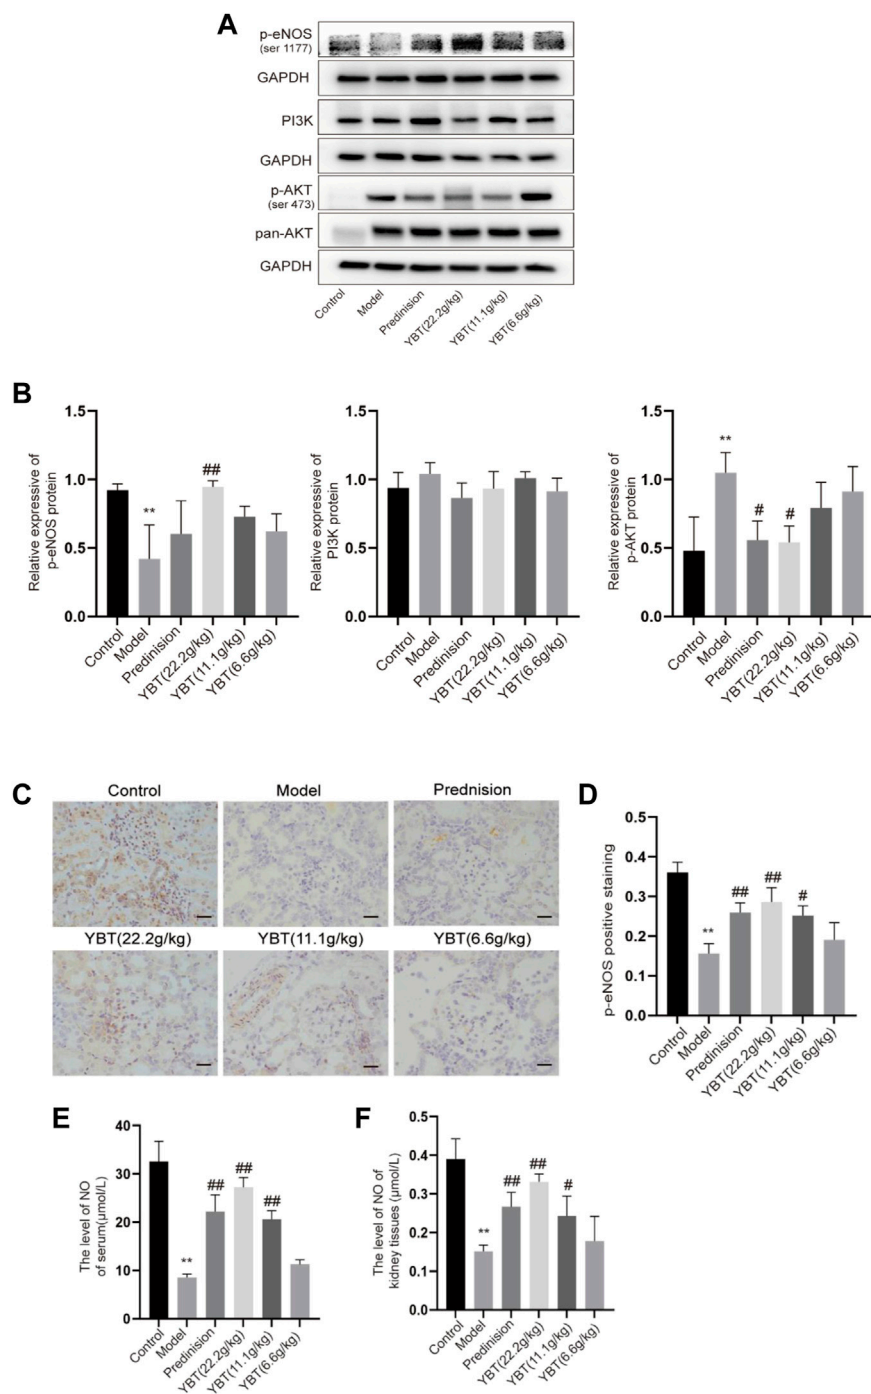 A
p-eNOS
(ser 1177)
GAPDH
PI3K
GAPDH
p-AKT
(ser 473)
pan-AKT
GAPDH
Control
Model
Predinision
YBT(22.2g/kg)
YBT(11.1g/kg)
YBT(6.6g/kg)
B
Relative expressive of
p-eNOS protein
1.5
1.0
0.5
0.0
**
##
Control
Model
Predinision
YBT(22.2g/kg)
YBT(11.1g/kg)
YBT(6.6g/kg)
Relative expressive of
PI3K protein
1.5
1.0
0.5
0.0
Control
Model
Predinision
YBT(22.2g/kg)
YBT(11.1g/kg)
YBT(6.6g/kg)
Relative expressive of
p-AKT protein
1.5
1.0
0.5
0.0
**
#
#
Control
Model
Predinision
YBT(22.2g/kg)
YBT(11.1g/kg)
YBT(6.6g/kg)
C
Control
Model
Prednision
YBT(22.2g/kg)
YBT(11.1g/kg)
YBT(6.6g/kg)
D
p-eNOS positive staining
0.5
0.4
0.3
0.2
0.1
0.0
**
##
##
#
Control
Model
Predinision
YBT(22.2g/kg)
YBT(11.1g/kg)
YBT(6.6g/kg)
E
The level of NO
of serum(μmol/L)
40
30
20
10
0
**
##
##
##
Control
Model
Predinision
YBT(22.2g/kg)
YBT(11.1g/kg)
YBT(6.6g/kg)
F
The level of NO of
kidney tissues (μmol/L)
0.5
0.4
0.3
0.2
0.1
0.0
**
##
##
#
Control
Model
Predinision
YBT(22.2g/kg)
YBT(11.1g/kg)
YBT(6.6g/kg)